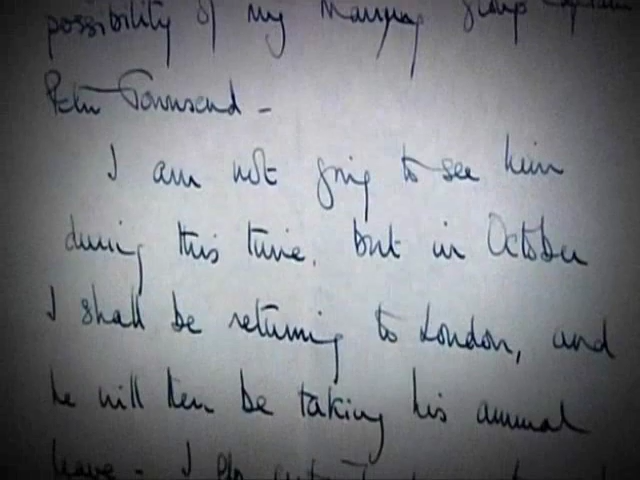 possibility of my marrying Group Captain
Peter Townsend -
I am not going to see him
during this time, but in October
I shall be returning to London, and
he will then be taking his annual
leave - I do